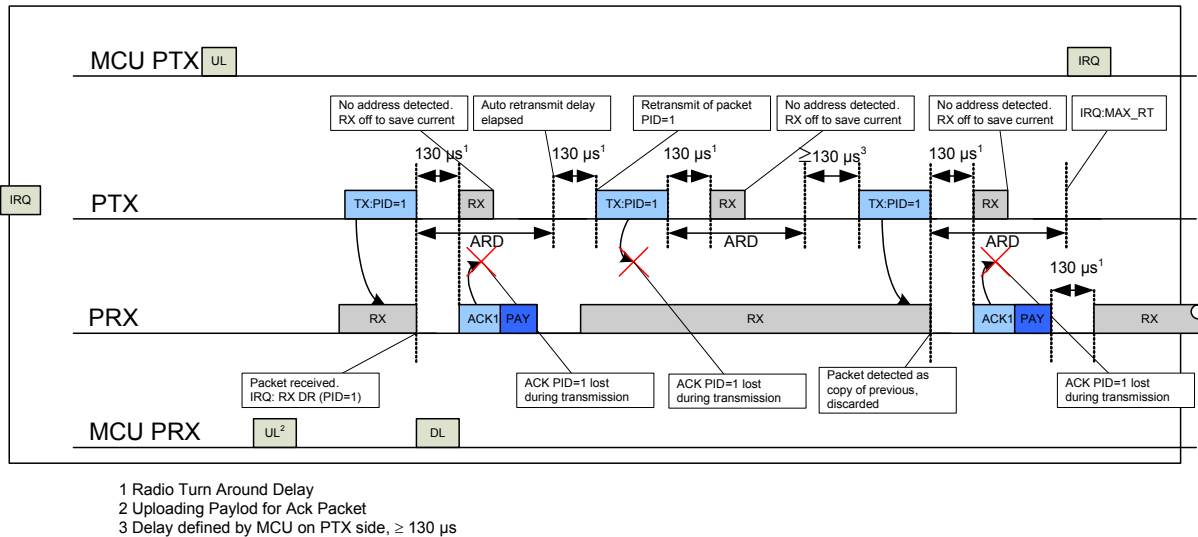 MCU PTX
UL
IRQ
No address detected.
RX off to save current
Auto retransmit delay
elapsed
Retransmit of packet
PID=1
No address detected.
RX off to save current
No address detected.
RX off to save current
IRQ:MAX_RT
130 µs¹
130 µs¹
130 µs¹
≥130 µs³
130 µs¹
IRQ
PTX
TX:PID=1
RX
TX:PID=1
RX
TX:PID=1
RX
ARD
ARD
ARD
130 µs¹
PRX
RX
ACK1
PAY
RX
ACK1
PAY
RX
Packet received.
IRQ: RX DR (PID=1)
ACK PID=1 lost
during transmission
ACK PID=1 lost
during transmission
Packet detected as
copy of previous,
discarded
ACK PID=1 lost
during transmission
MCU PRX
UL²
DL
1 Radio Turn Around Delay
2 Uploading Paylod for Ack Packet
3 Delay defined by MCU on PTX side, ≥ 130 µs